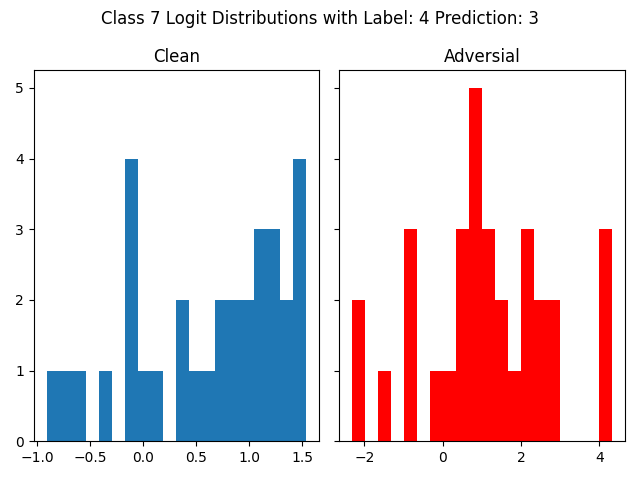 Class 7 Logit Distributions with Label: 4 Prediction: 3
Clean
Adversial
5
4
3
2
1
0
−1.0 −0.5 0.0 0.5 1.0 1.5
−2 0 2 4